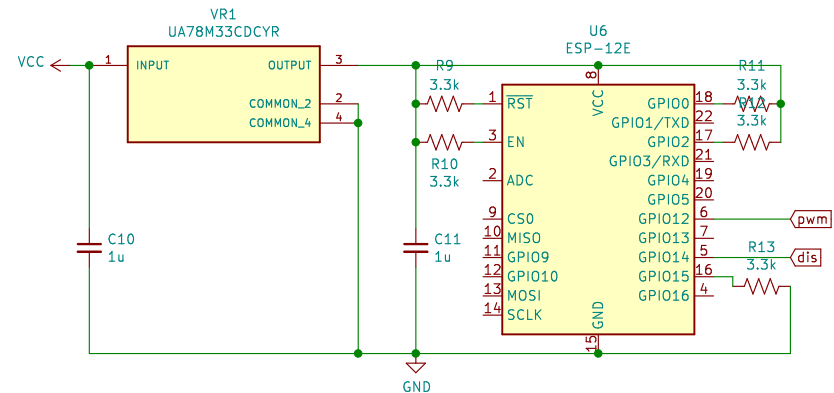 VR1
UA78M33CDCYR
VCC
1
INPUT
OUTPUT
3
COMMON_2
2
COMMON_4
4
R9
3.3k
R10
3.3k
C10
1u
C11
1u
GND
U6
ESP-12E
8
VCC
1
RST
3
EN
2
ADC
9
CS0
10
MISO
11
GPIO9
12
GPIO10
13
MOSI
14
SCLK
GND
15
GPIO0
18
GPIO1/TXD
22
GPIO2
17
GPIO3/RXD
21
GPIO4
19
GPIO5
20
GPIO12
6
GPIO13
7
GPIO14
5
GPIO15
16
GPIO16
4
R11
3.3k
R12
3.3k
pwm
dis
R13
3.3k